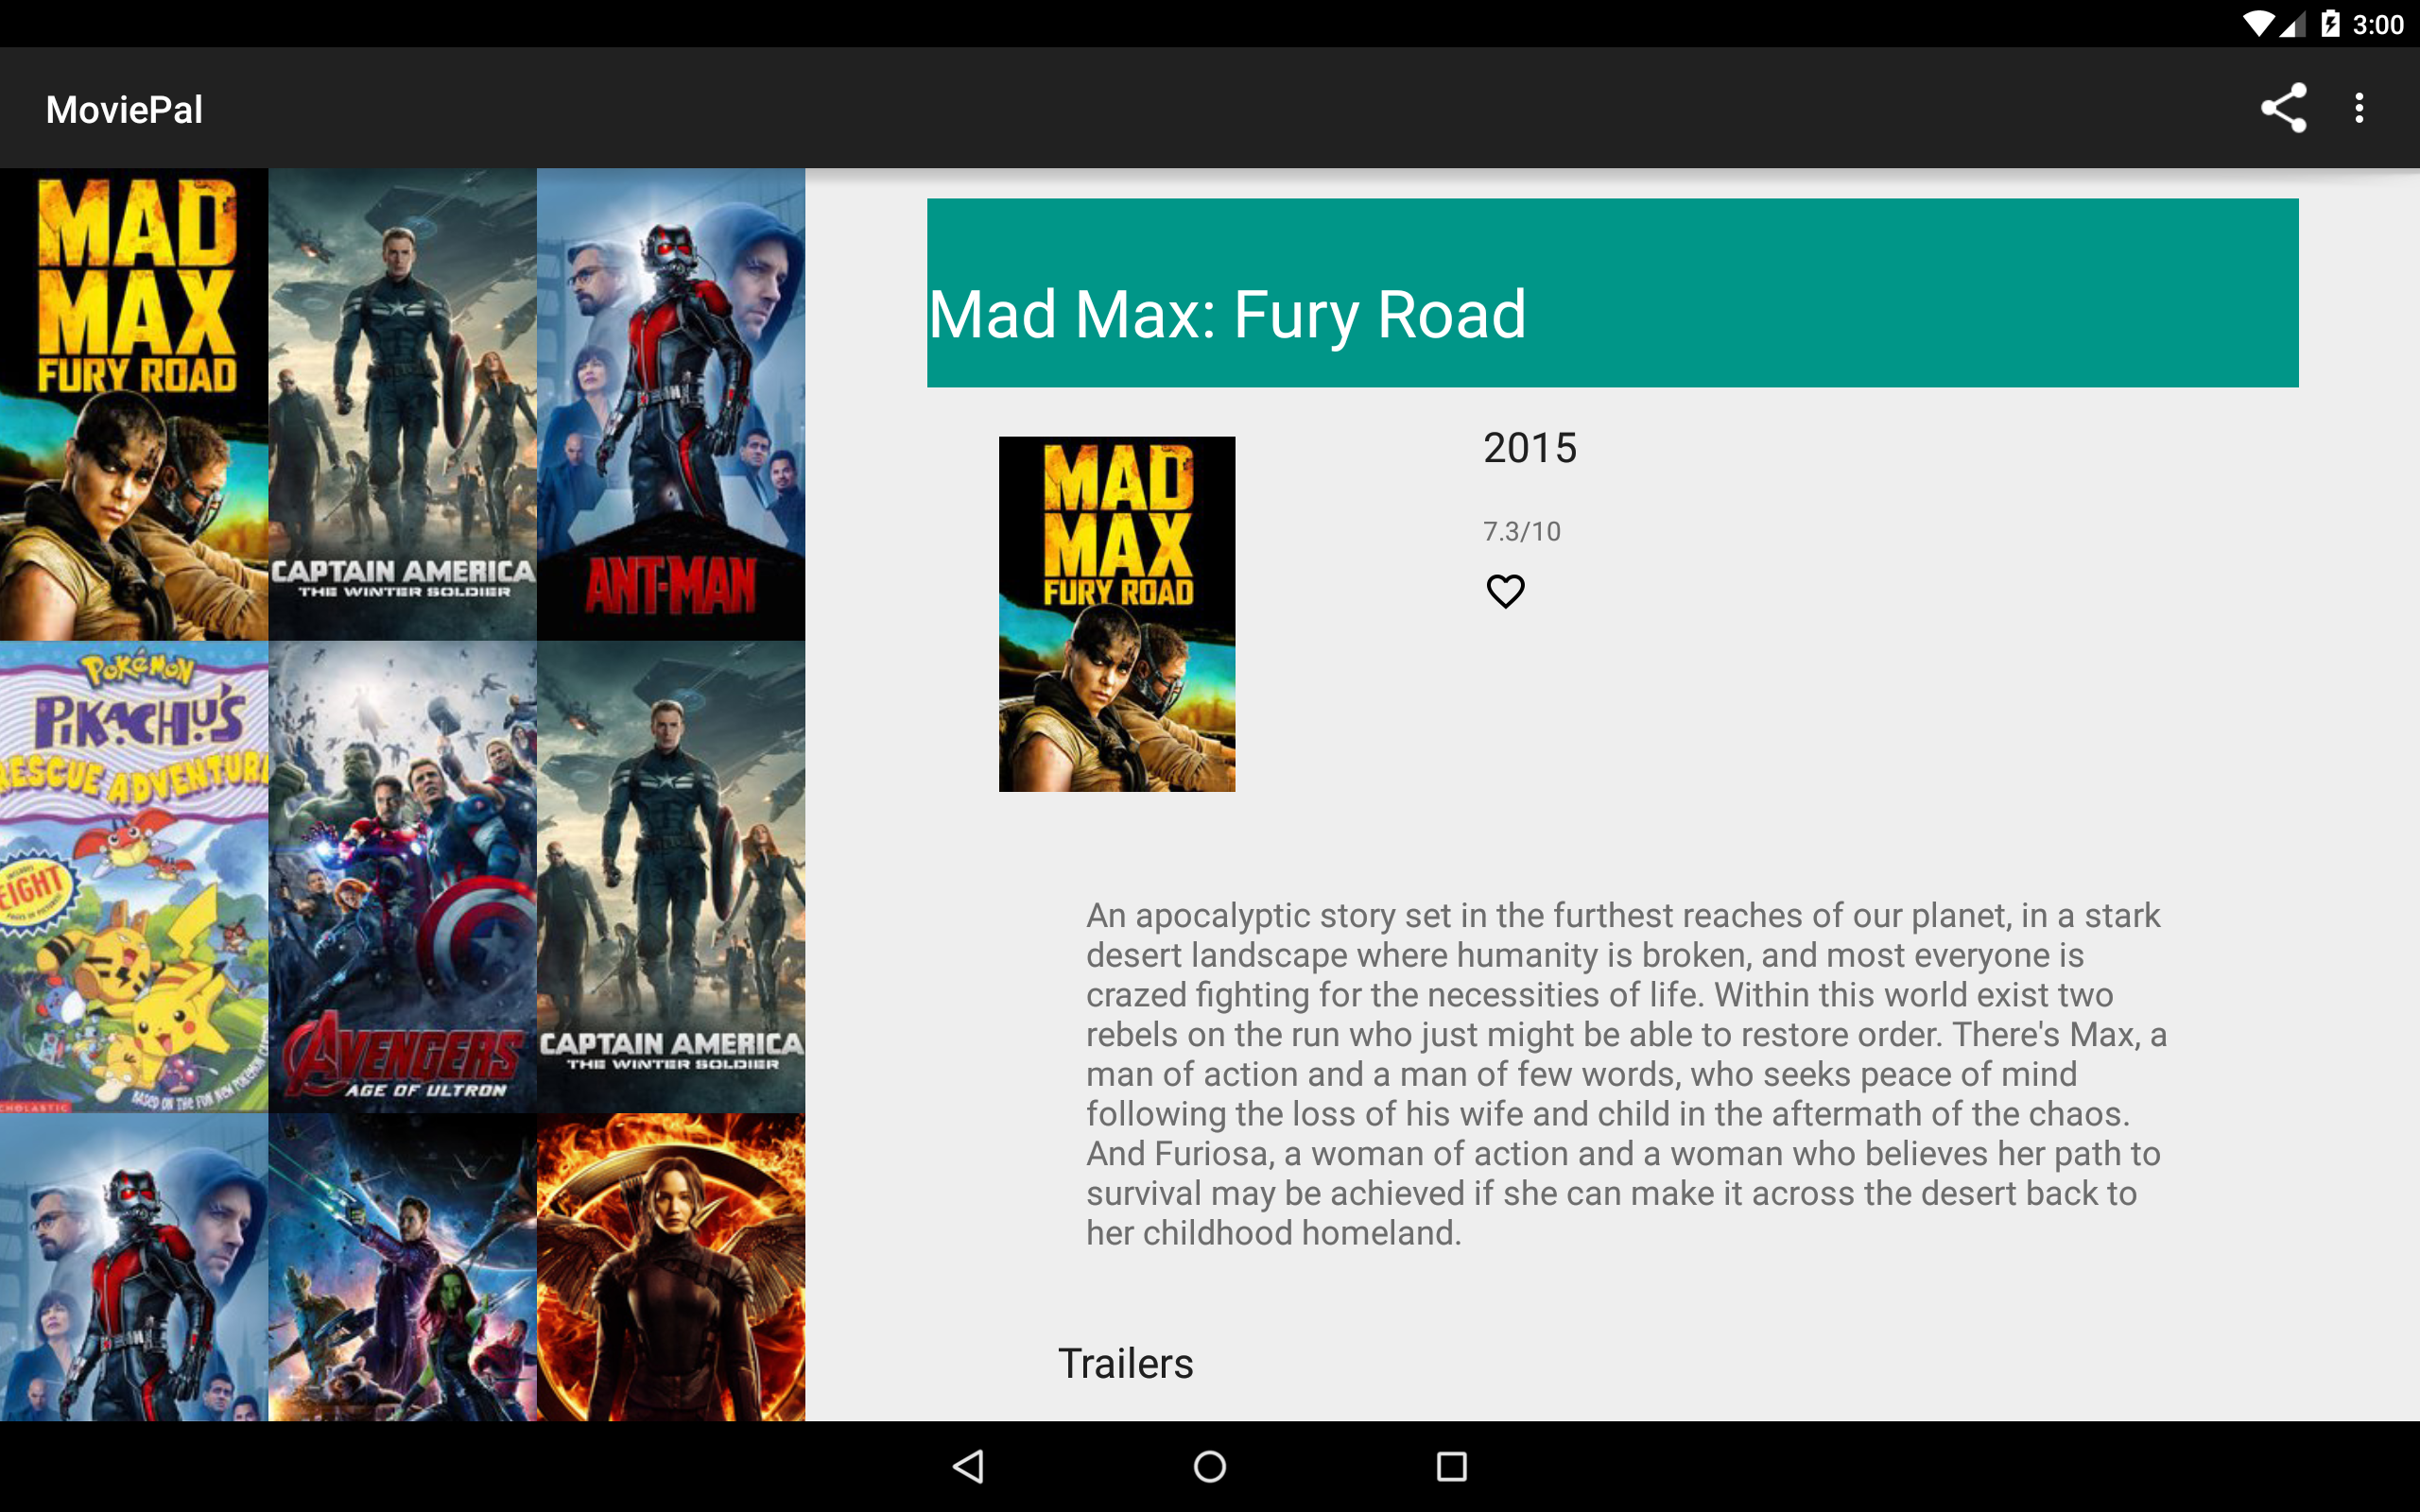 3:00
MoviePal
MAD
MAX
FURY ROAD
CAPTAIN AMERICA
THE WINTER SOLDIER
ANT-MAN
POKéMON
PIKACHU'S
RESCUE ADVENTURE
EIGHT
BASED ON THE FUN NEW
SCHOLASTIC
AVENGERS
AGE OF ULTRON
CAPTAIN AMERICA
THE WINTER SOLDIER
Mad Max: Fury Road
MAD
MAX
FURY ROAD
2015
7.3/10
An apocalyptic story set in the furthest reaches of our planet, in a stark
desert landscape where humanity is broken, and most everyone is
crazed fighting for the necessities of life. Within this world exist two
rebels on the run who just might be able to restore order. There's Max, a
man of action and a man of few words, who seeks peace of mind
following the loss of his wife and child in the aftermath of the chaos.
And Furiosa, a woman of action and a woman who believes her path to
survival may be achieved if she can make it across the desert back to
her childhood homeland.
Trailers